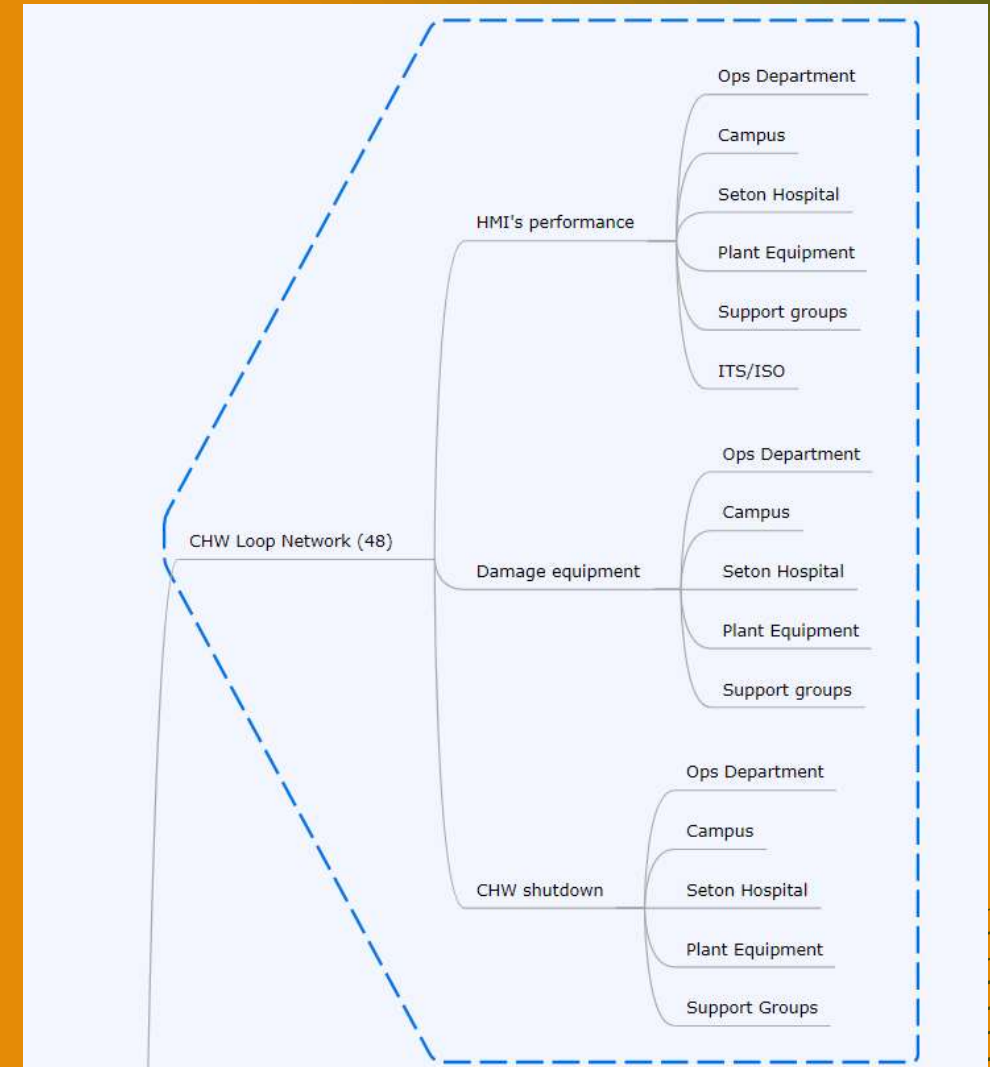 CHW Loop Network (48)
HMI's performance
Ops Department
Campus
Seton Hospital
Plant Equipment
Support groups
ITS/ISO
Damage equipment
Ops Department
Campus
Seton Hospital
Plant Equipment
Support groups
CHW shutdown
Ops Department
Campus
Seton Hospital
Plant Equipment
Support Groups